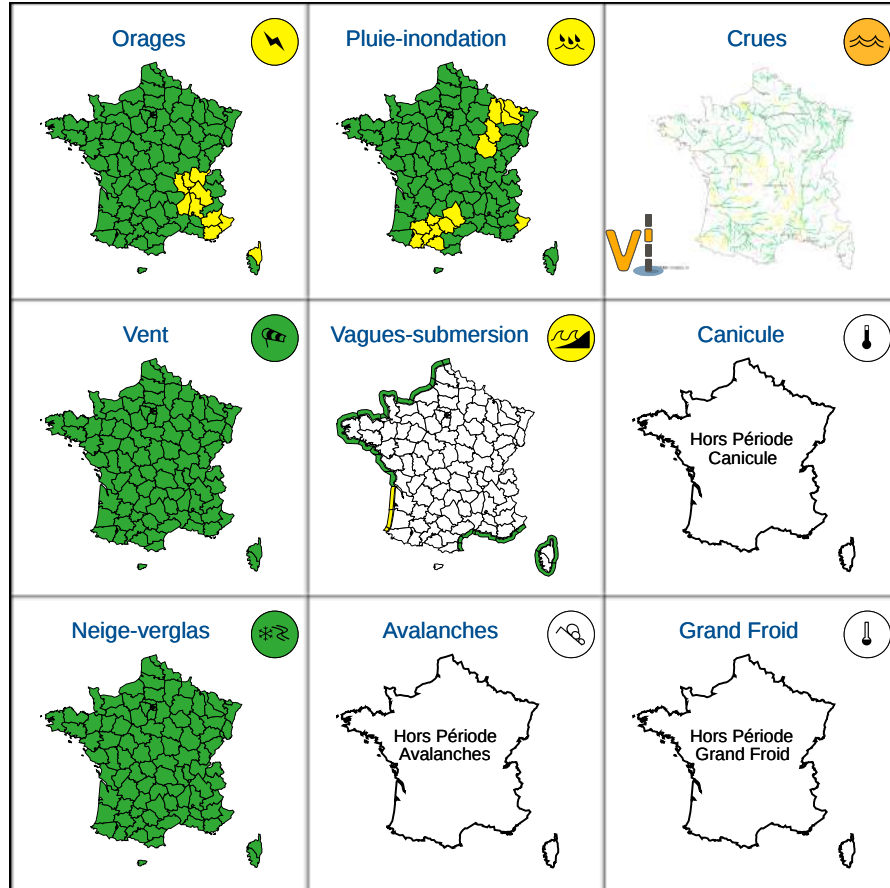 Orages
Pluie-inondation
Crues
Vi
Vent
Vagues-submersion
Canicule
Hors Période
Canicule
Neige-verglas
Avalanches
Grand Froid
Hors Période
Avalanches
Hors Période
Grand Froid